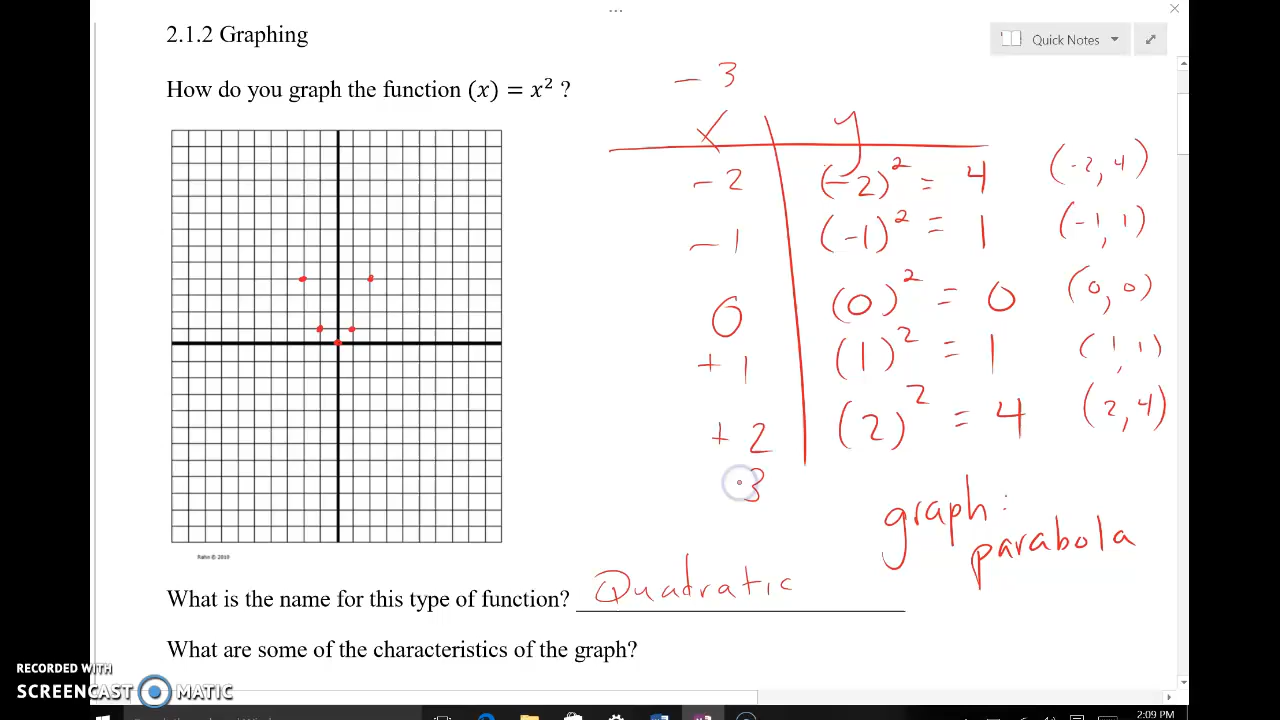 2.1.2 Graphing
Quick Notes
How do you graph the function (x) = x² ?
- 3
x y
- 2 (-2)² = 4 (-2, 4)
- 1 (-1)² = 1 (-1, 1)
0 (0)² = 0 (0, 0)
+ 1 (1)² = 1 (1, 1)
+ 2 (2)² = 4 (2, 4)
3
graph:
parabola
What is the name for this type of function? Quadratic
What are some of the characteristics of the graph?
RECORDED WITH
SCREENCAST MATIC
2:09 PM